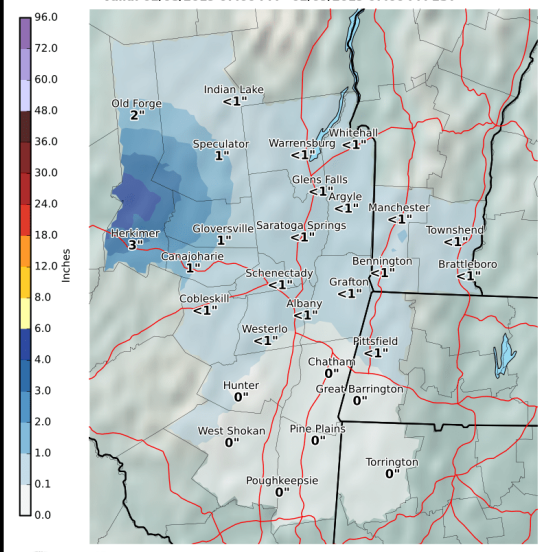 96.0
72.0
60.0
48.0
36.0
30.0
24.0
18.0
12.0
8.0
6.0
4.0
3.0
2.0
1.0
0.1
0.0
Inches
Indian Lake
<1"
Old Forge
2"
Whitehall
<1"
Speculator
1"
Warrensburg
<1"
Glens Falls
<1"
Argyle
<1"
Manchester
<1"
Herkimer
3"
Gloversville
1"
Saratoga Springs
<1"
Townshend
<1"
Canajoharie
1"
Bennington
<1"
Brattleboro
<1"
Schenectady
<1"
Grafton
<1"
Cobleskill
<1"
Albany
<1"
Westerlo
<1"
Pittsfield
<1"
Chatham
0"
Hunter
0"
Great Barrington
0"
West Shokan
0"
Pine Plains
0"
Torrington
0"
Poughkeepsie
0"